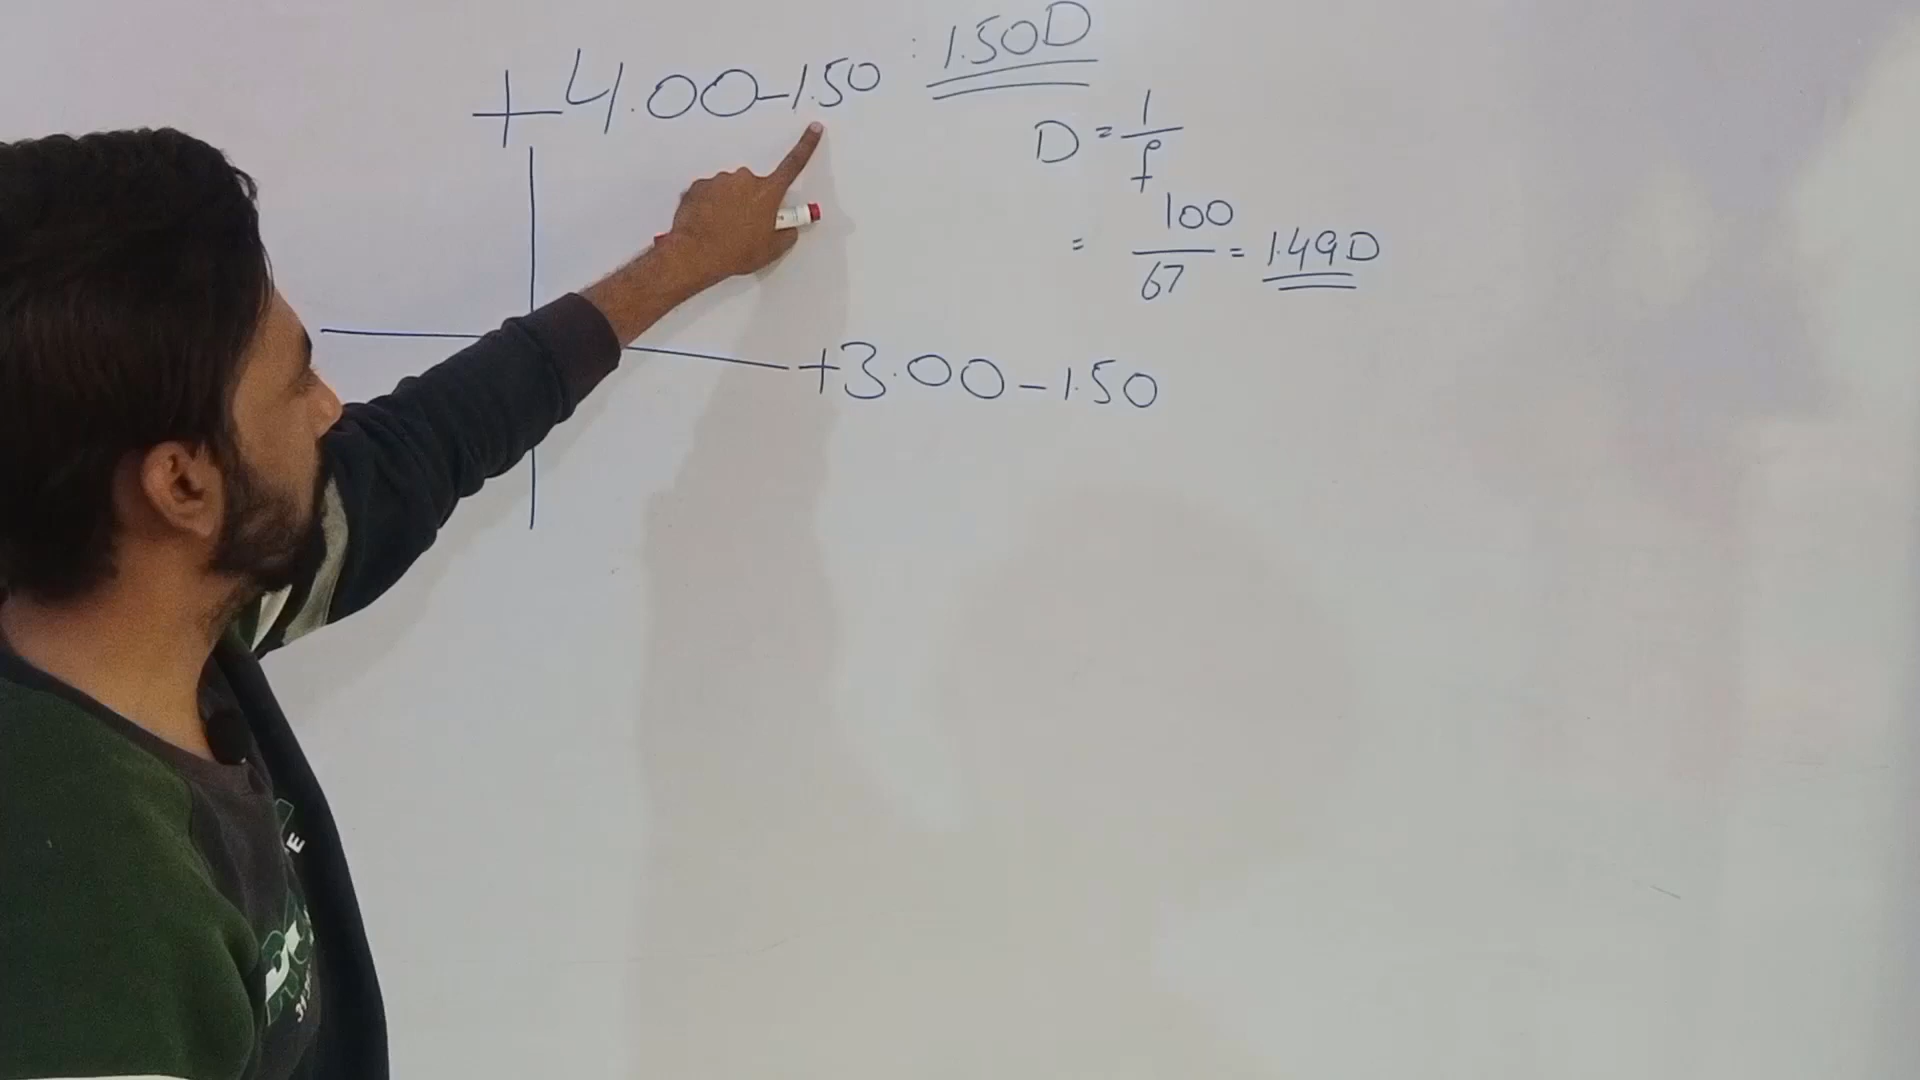 +4.00-1.50 : 1.50D
D = 1/f
= 100/67 = 1.49D
+3.00-1.50